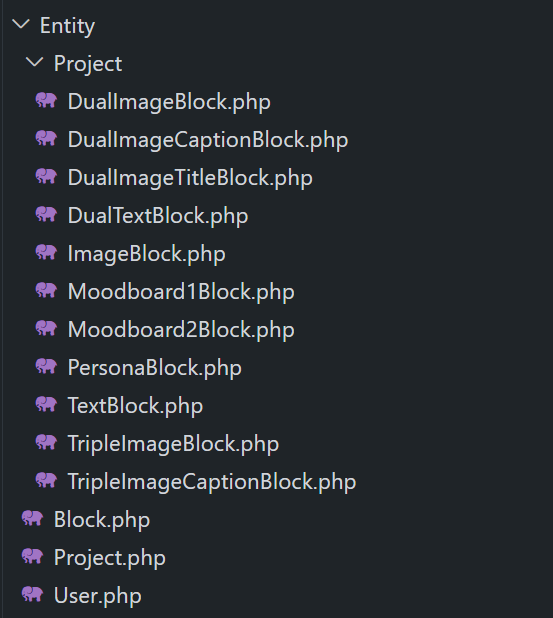 Entity
Project
DualImageBlock.php
DualImageCaptionBlock.php
DualImageTitleBlock.php
DualTextBlock.php
ImageBlock.php
Moodboard1Block.php
Moodboard2Block.php
PersonaBlock.php
TextBlock.php
TripleImageBlock.php
TripleImageCaptionBlock.php
Block.php
Project.php
User.php